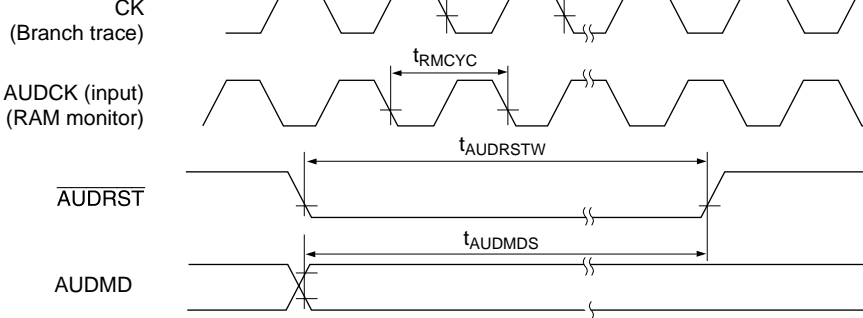 CK
(Branch trace)
tRMCYC
AUDCK (input)
(RAM monitor)
tAUDRSTW
AUDRST
tAUDMDS
AUDMD